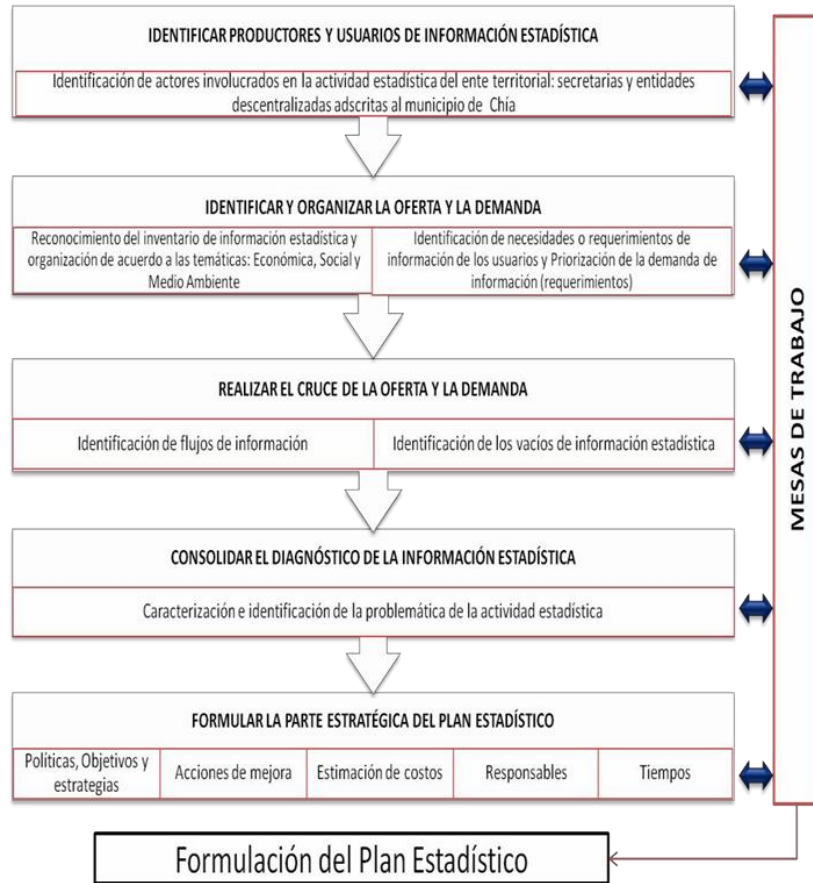 IDENTIFICAR PRODUCTORES Y USUARIOS DE INFORMACIÓN ESTADÍSTICA
Identificación de actores involucrados en la actividad estadística del ente territorial: secretarias y entidades
descentralizadas adscritas al municipio de Chía
IDENTIFICAR Y ORGANIZAR LA OFERTA Y LA DEMANDA
Reconocimiento del inventario de información estadística y
organización de acuerdo a las temáticas: Económica, Social y
Medio Ambiente
Identificación de necesidades o requerimientos de
información de los usuarios y Priorización de la demanda de
información (requerimientos)
REALIZAR EL CRUCE DE LA OFERTA Y LA DEMANDA
Identificación de flujos de información
Identificación de los vacíos de información estadística
CONSOLIDAR EL DIAGNÓSTICO DE LA INFORMACIÓN ESTADÍSTICA
Caracterización e identificación de la problemática de la actividad estadística
FORMULAR LA PARTE ESTRATÉGICA DEL PLAN ESTADÍSTICO
Políticas, Objetivos y
estrategias
Acciones de mejora
Estimación de costos
Responsables
Tiempos
MESAS DE TRABAJO
Formulación del Plan Estadístico